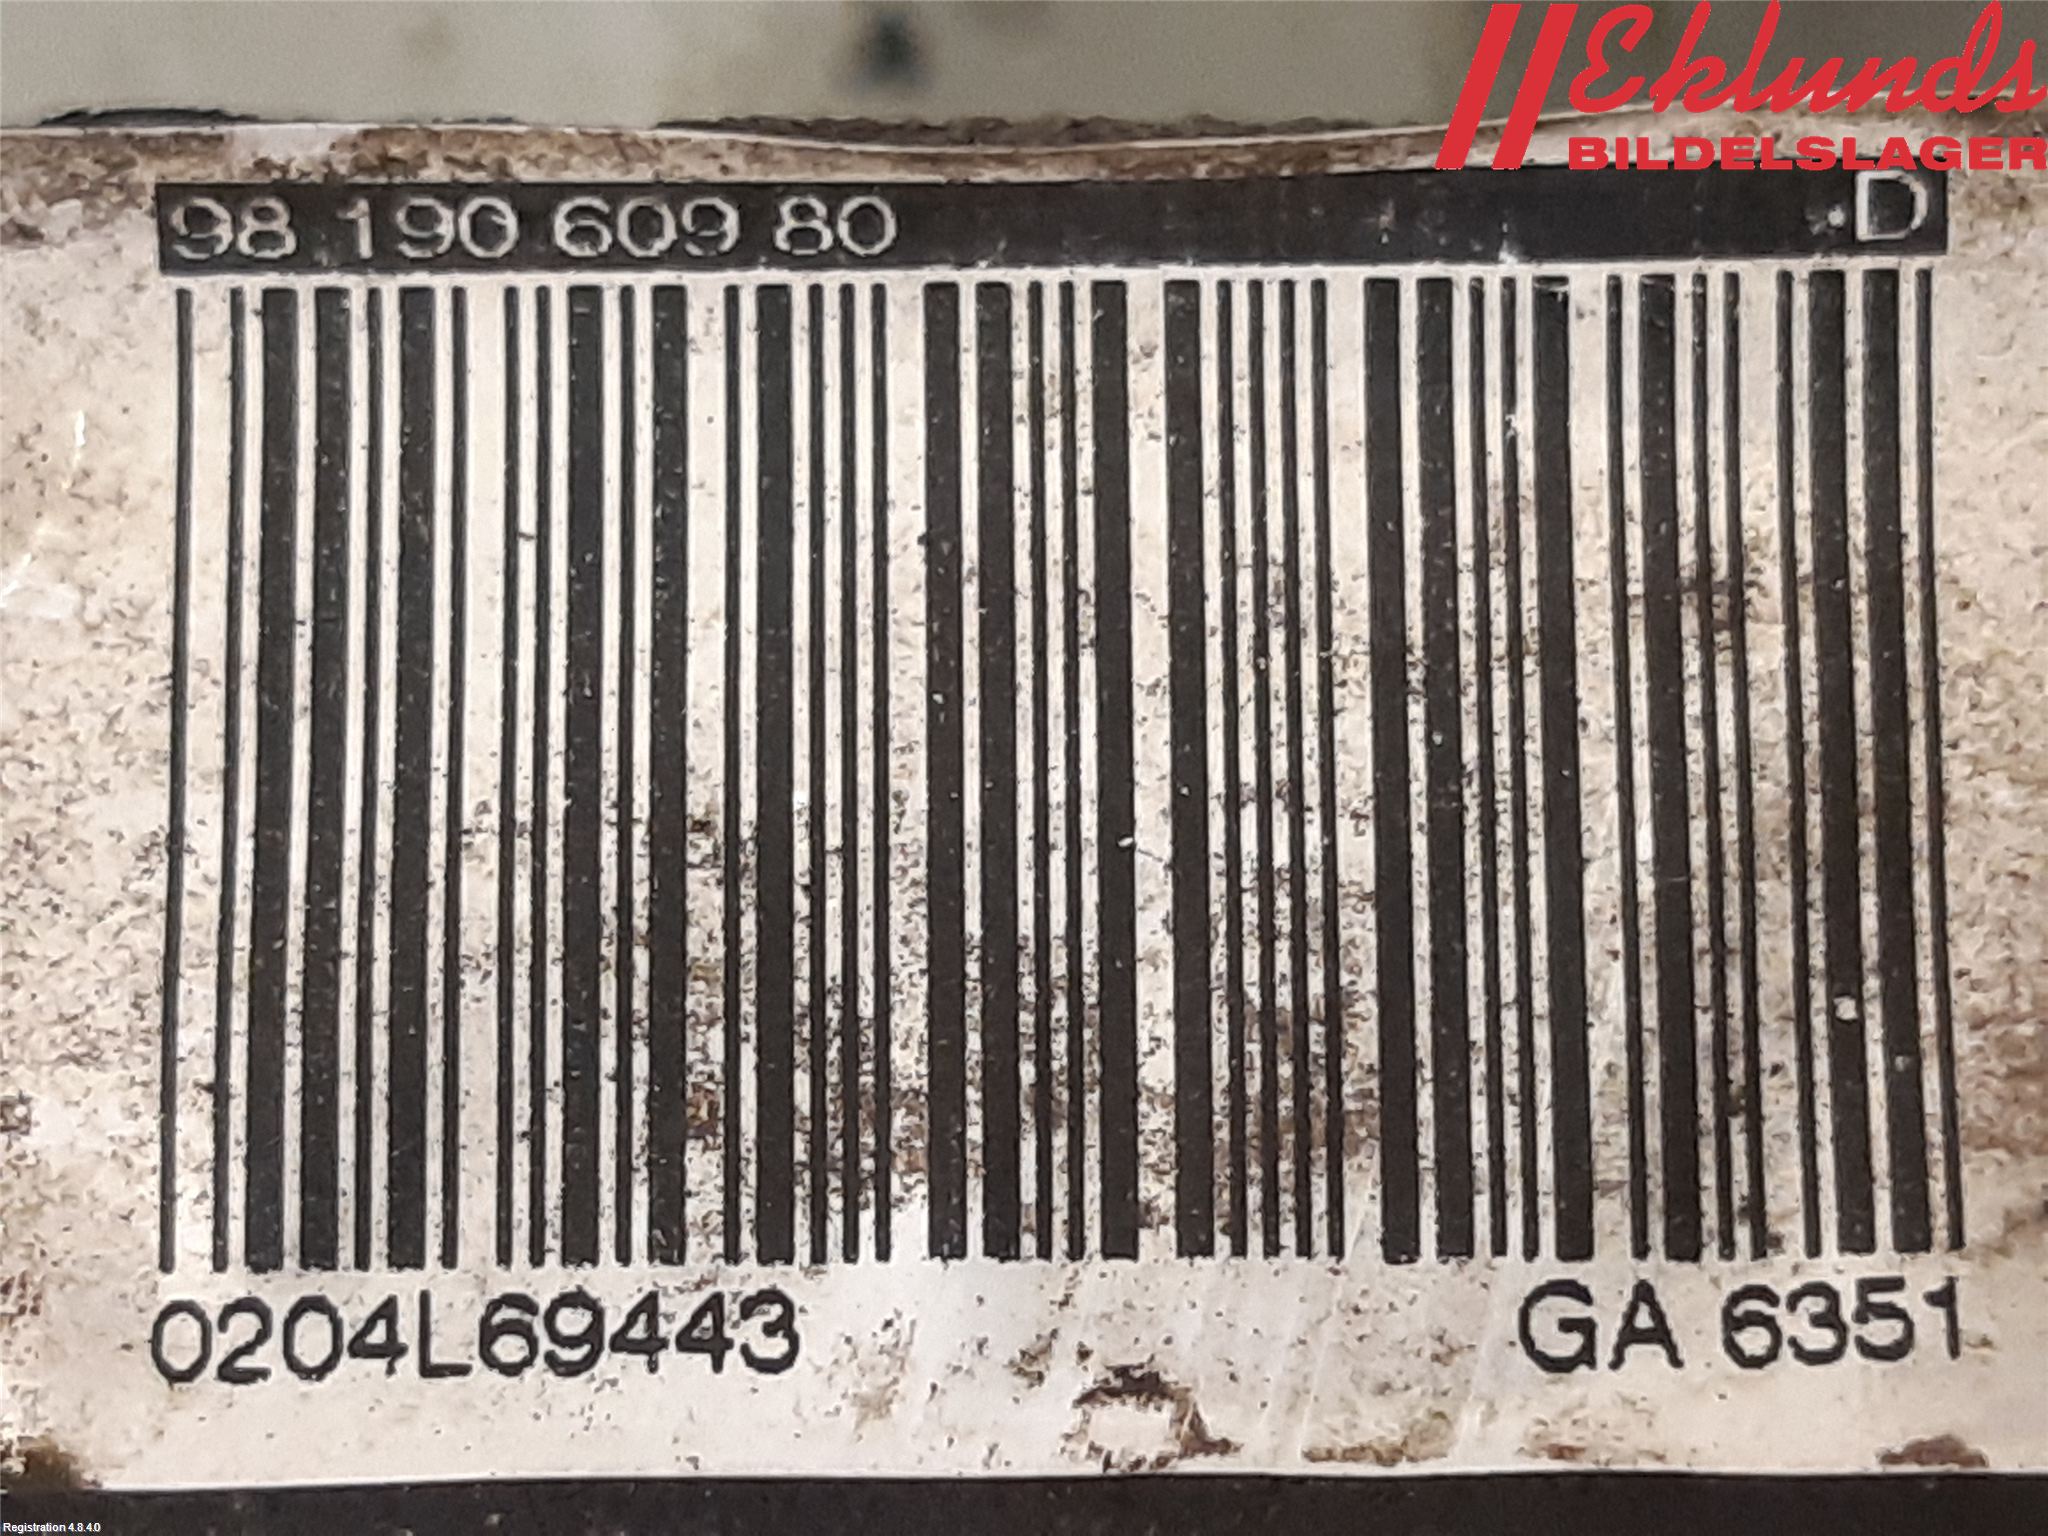 Eklunds
BILDELSLAGER
98 190 609 80 D
0204L69443 GA 6351
Registration 4.8.4.0